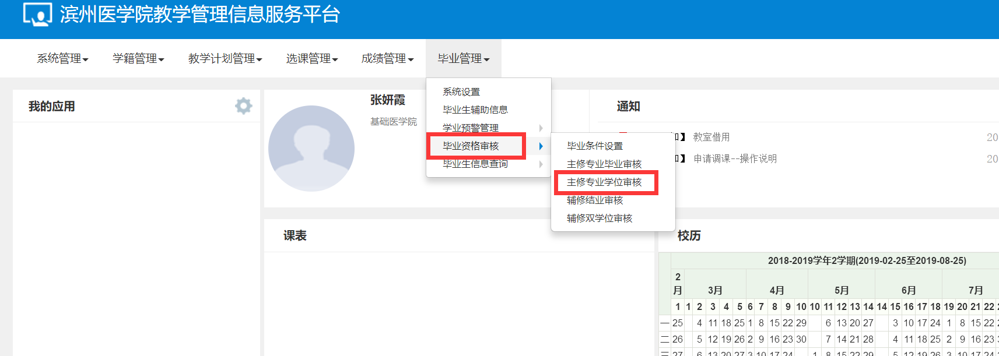 滨州医学院教学管理信息服务平台
系统管理 学籍管理 教学计划管理 选课管理 成绩管理 毕业管理
系统设置
毕业生辅助信息
学业预警管理
毕业资格审核
毕业生信息查询
毕业条件设置
主修专业毕业审核
主修专业学位审核
辅修结业审核
辅修双学位审核
我的应用
张妍霞
基础医学院
通知
】 教室借用 20
】 申请调课--操作说明 20
课表
校历
2018-2019学年2学期(2019-02-25至2019-08-25)
2月 3月 4月 5月 6月 7月
1 1 2 3 4 5 6 7 8 9 10 10 11 12 13 14 14 15 16 17 18 19 20 21 22
一 25 4 11 18 25 1 8 15 22 29 6 13 20 27 3 10 17 24 1 8 15 22
二 26 5 12 19 26 2 9 16 23 30 7 14 21 28 4 11 18 25 2 9 16 23
三 27 6 13 20 27 3 10 17 24 1 8 15 22 29 5 12 19 26 3 10 17 24